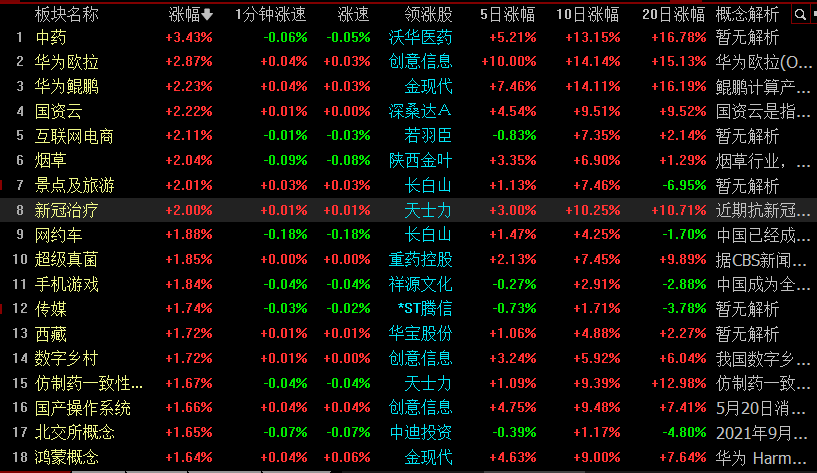 板块名称 涨幅 1分钟涨速 涨速 领涨股 5日涨幅 10日涨幅 20日涨幅 概念解析
1 中药 +3.43% -0.06% -0.05% 沃华医药 +5.21% +13.15% +16.78% 暂无解析
2 华为欧拉 +2.87% +0.04% +0.03% 创意信息 +10.00% +14.14% +15.13% 华为欧拉(O...
3 华为鲲鹏 +2.23% +0.04% +0.03% 金现代 +7.46% +14.11% +16.19% 鲲鹏计算产...
4 国资云 +2.22% +0.01% +0.00% 深桑达A +4.54% +9.51% +9.52% 国资云是指...
5 互联网电商 +2.11% -0.01% -0.03% 若羽臣 -0.83% +7.35% +2.14% 暂无解析
6 烟草 +2.04% -0.09% -0.08% 陕西金叶 +3.35% +6.90% +1.29% 烟草行业，...
7 景点及旅游 +2.01% +0.03% +0.03% 长白山 +1.13% +7.46% -6.95% 暂无解析
8 新冠治疗 +2.00% +0.01% +0.01% 天士力 +3.00% +10.25% +10.71% 近期抗新冠...
9 网约车 +1.88% -0.18% -0.18% 长白山 +1.47% +4.25% -1.70% 中国已经成...
10 超级真菌 +1.85% +0.00% +0.00% 重药控股 +2.13% +7.45% +9.89% 据CBS新闻...
11 手机游戏 +1.84% -0.04% -0.04% 祥源文化 -0.27% +2.91% -2.88% 中国成为全...
12 传媒 +1.74% -0.03% -0.02% *ST腾信 -0.73% +1.71% -3.78% 暂无解析
13 西藏 +1.72% +0.01% +0.01% 华宝股份 +1.06% +4.88% +2.27% 暂无解析
14 数字乡村 +1.72% +0.01% +0.00% 创意信息 +3.24% +5.92% +6.04% 我国数字乡...
15 仿制药一致性... +1.67% -0.04% -0.04% 天士力 +1.09% +9.39% +12.98% 仿制药一致...
16 国产操作系统 +1.66% +0.04% +0.04% 创意信息 +4.75% +9.48% +7.41% 5月20日消...
17 北交所概念 +1.65% -0.07% -0.07% 中迪投资 -0.39% +1.17% -4.80% 2021年9月...
18 鸿蒙概念 +1.64% +0.04% +0.06% 金现代 +4.63% +9.00% +7.64% 华为 Harm...